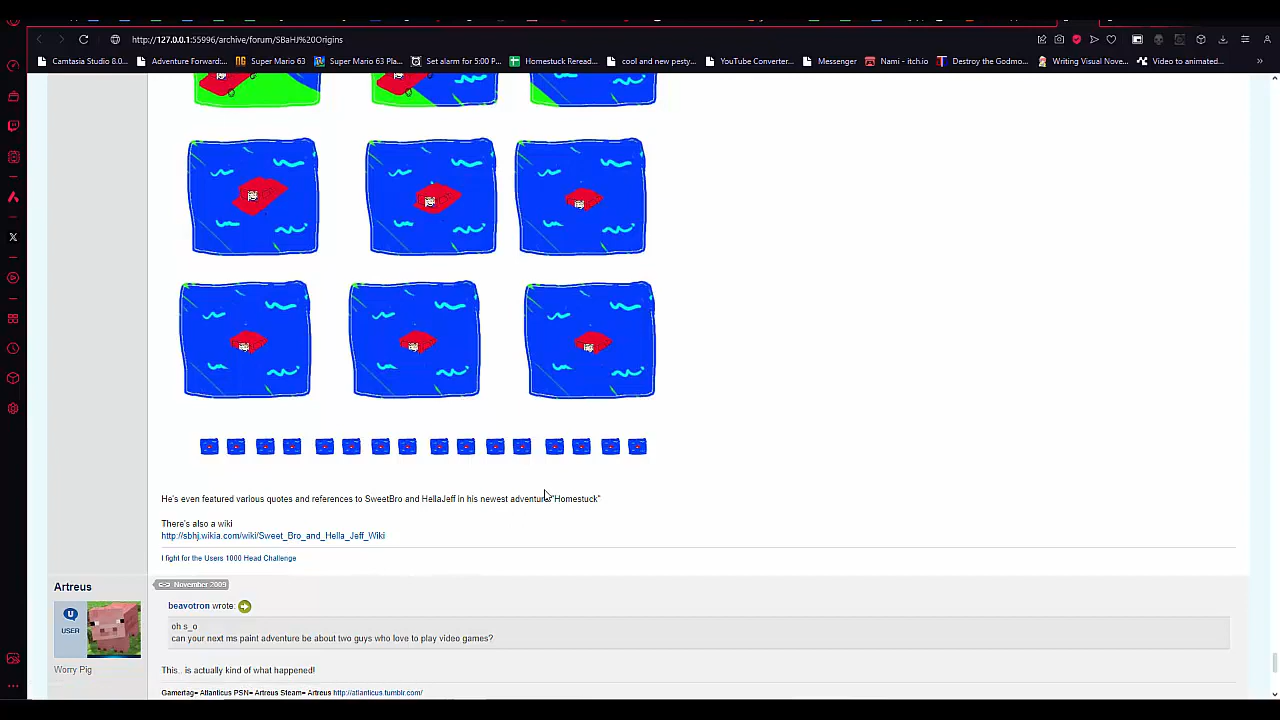 http://127.0.0.1:55996/archive/forum/SBaHJ%20Origins
Camtasia Studio 8.0... Adventure Forward:... Super Mario 63 Super Mario 63 Pla... Set alarm for 5:00 P... Homestuck Reread... cool and new pesty... YouTube Converter... Messenger Nami - itch.io Destroy the Godmo... Writing Visual Nove... Video to animated... »
He's even featured various quotes and references to SweetBro and HellaJeff in his newest adventure "Homestuck"
There's also a wiki
http://sbhj.wikia.com/wiki/Sweet_Bro_and_Hella_Jeff_Wiki
I fight for the Users 1000 Head Challenge
Artreus
<-> November 2009
U
USER
beavotron wrote:
oh s_o
can your next ms paint adventure be about two guys who love to play video games?
This.. is actually kind of what happened!
Worry Pig
Gamertag= Atlanticus PSN= Artreus Steam= Artreus http://atlanticus.tumblr.com/